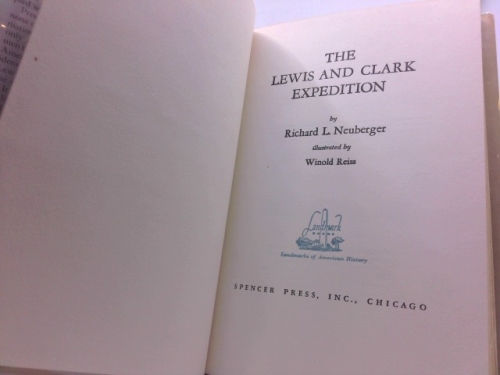 THE
LEWIS AND CLARK
EXPEDITION
by
Richard L. Neuberger
illustrated by
Winold Reiss
Landmark
BOOKS
Landmarks of American History
SPENCER PRESS, INC., CHICAGO